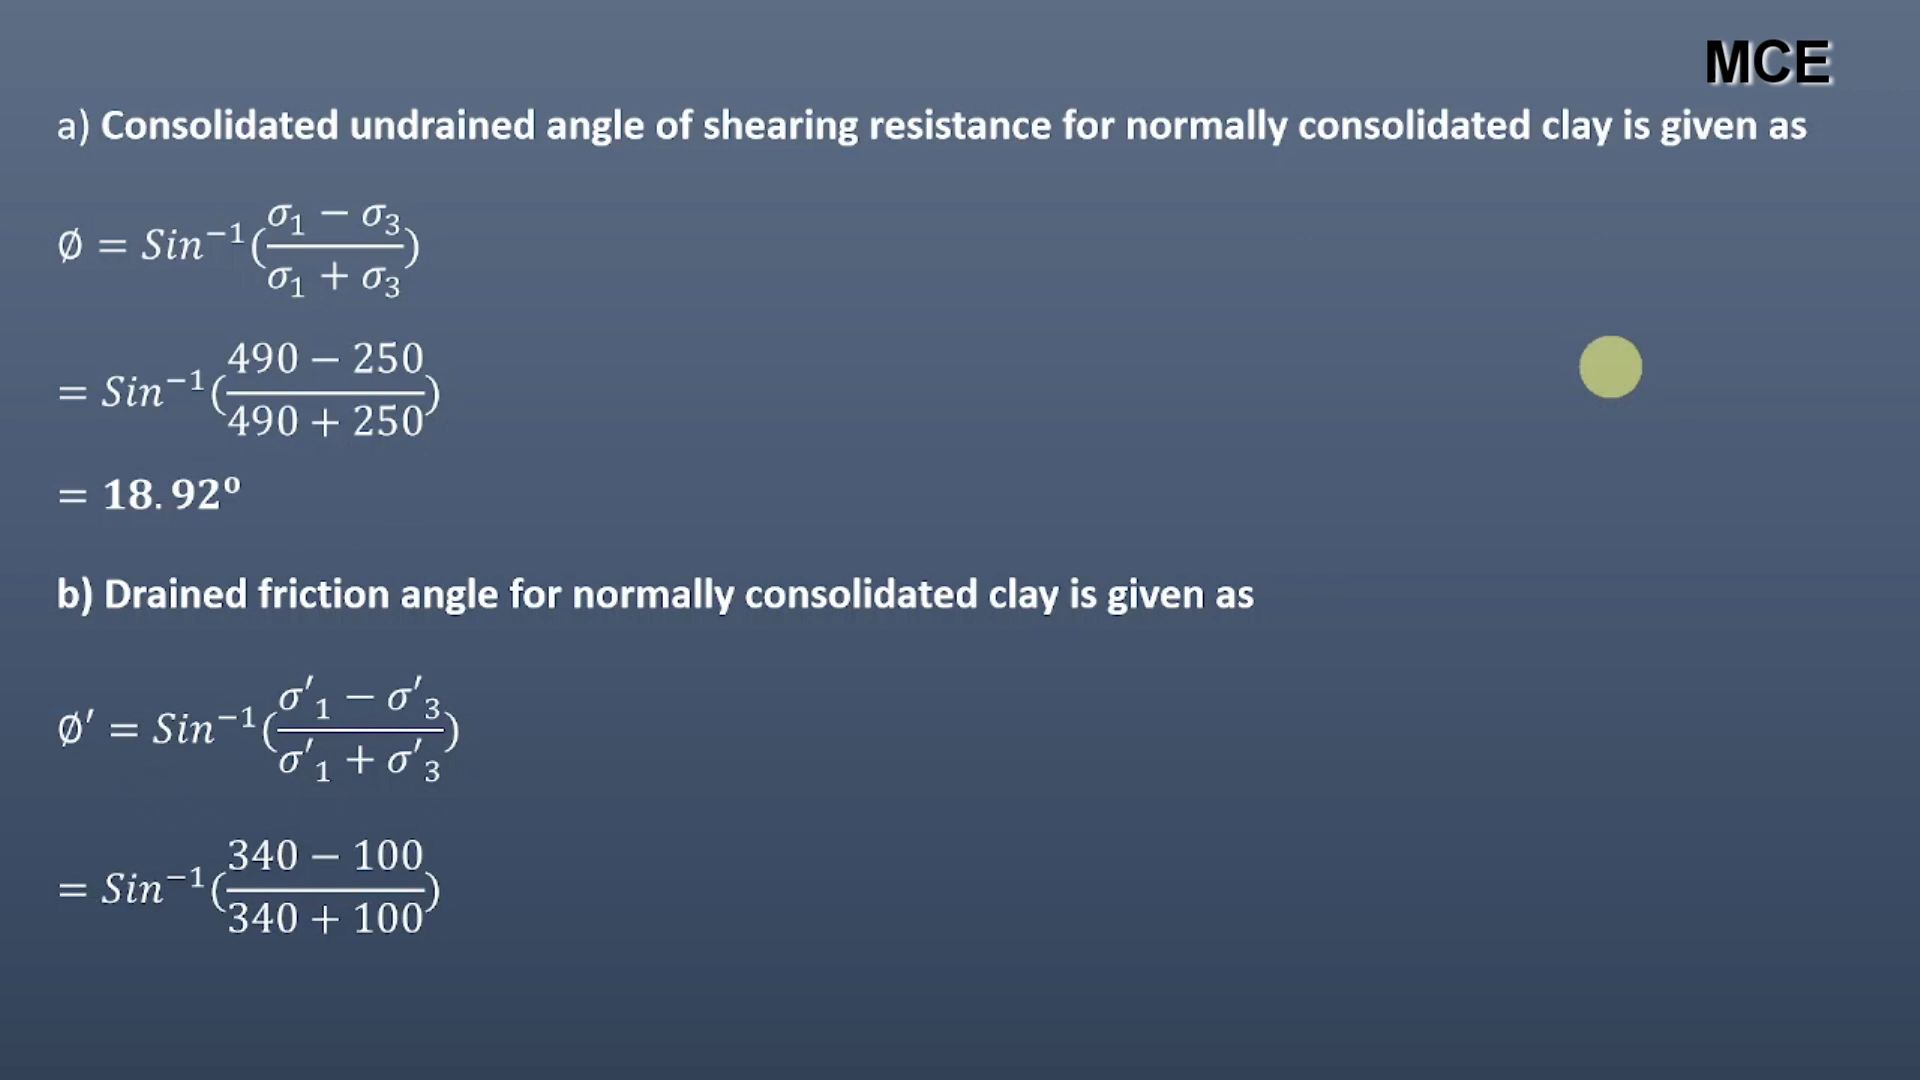 MCE
a) Consolidated undrained angle of shearing resistance for normally consolidated clay is given as
∅ = Sin⁻¹(σ₁ − σ₃ / σ₁ + σ₃)
= Sin⁻¹(490 − 250 / 490 + 250)
= 18.92⁰
b) Drained friction angle for normally consolidated clay is given as
∅′ = Sin⁻¹(σ′₁ − σ′₃ / σ′₁ + σ′₃)
= Sin⁻¹(340 − 100 / 340 + 100)